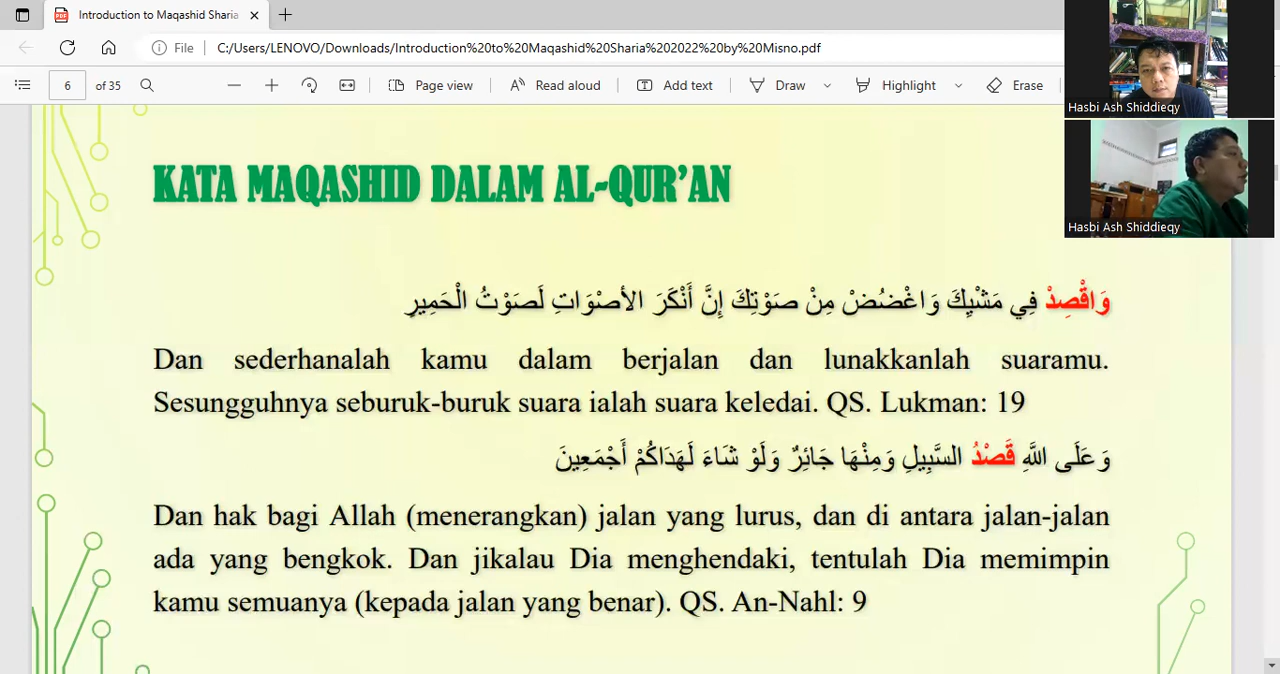 Introduction to Maqashid Sharia
File
C:/Users/LENOVO/Downloads/Introduction%20to%20Maqashid%20Sharia%202022%20by%20Misno.pdf
6 of 35
Page view
Read aloud
Add text
Draw
Highlight
Erase
Hasbi Ash Shiddieqy
Hasbi Ash Shiddieqy
KATA MAQASHID DALAM AL-QUR’AN
وَاقْصِدْ فِي مَشْيِكَ وَاغْضُضْ مِنْ صَوْتِكَ إِنَّ أَنْكَرَ الأصْوَاتِ لَصَوْتُ الْحَمِيرِ
Dan sederhanalah kamu dalam berjalan dan lunakkanlah suaramu.
Sesungguhnya seburuk-buruk suara ialah suara keledai. QS. Lukman: 19
وَعَلَى اللَّهِ قَصْدُ السَّبِيلِ وَمِنْهَا جَائِرٌ وَلَوْ شَاءَ لَهَدَاكُمْ أَجْمَعِينَ
Dan hak bagi Allah (menerangkan) jalan yang lurus, dan di antara jalan-jalan
ada yang bengkok. Dan jikalau Dia menghendaki, tentulah Dia memimpin
kamu semuanya (kepada jalan yang benar). QS. An-Nahl: 9